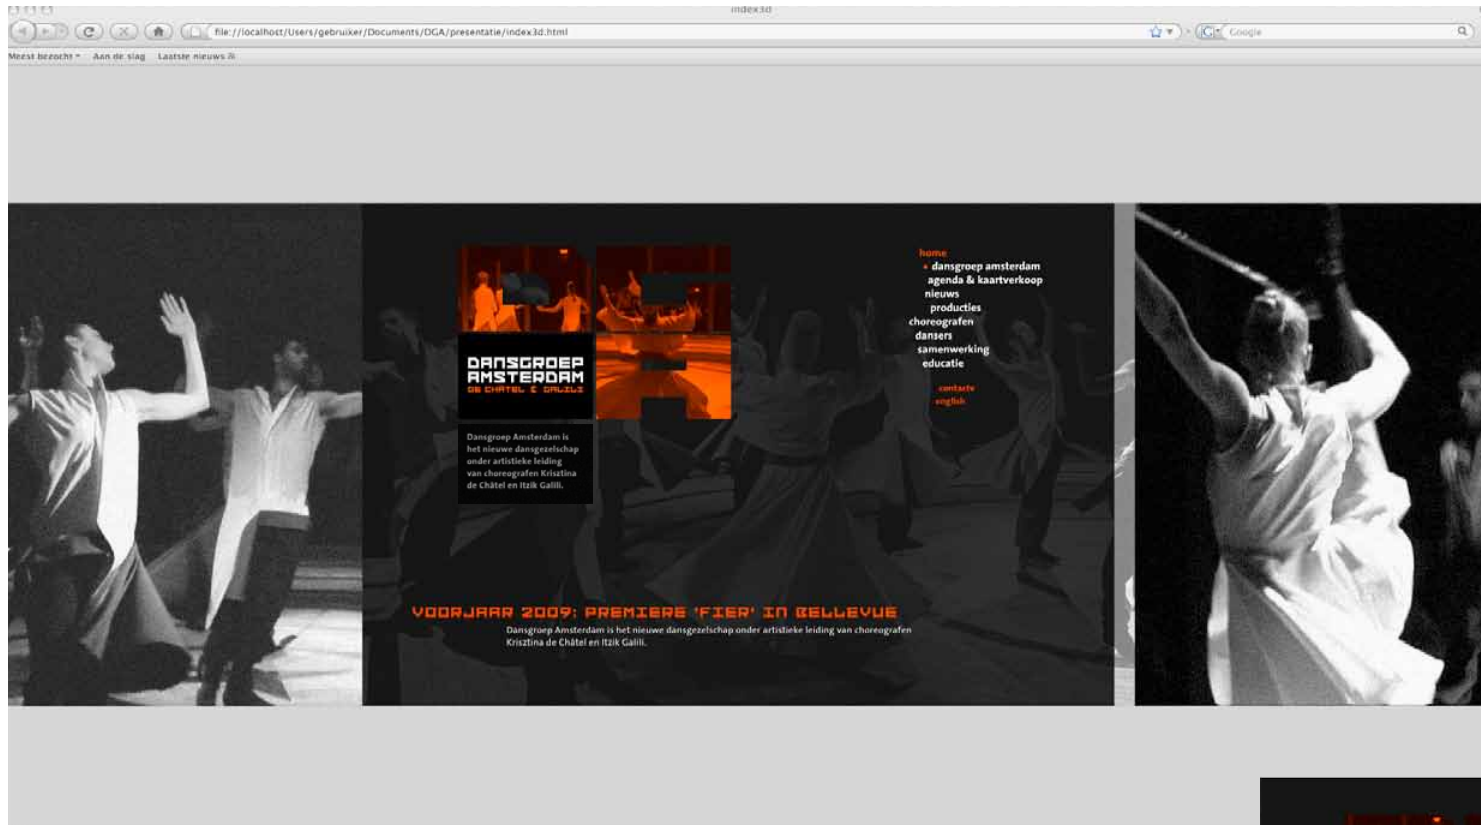 index3d
file://localhost/Users/gebruiker/Documents/DGA/presentatie/index3d.html
Google
Meest bezocht Aan de slag Laatste nieuws
home
dansgroep amsterdam
agenda & kaartverkoop
nieuws
producties
choreografen
dansers
samenwerking
educatie
contacts
english
DANSGROEP
AMSTERDAM
DE CHÂTEL & GALILI
Dansgroep Amsterdam is
het nieuwe dansgezelschap
onder artistieke leiding
van choreografen Krisztina
de Châtel en Itzik Galili.
VOORJAAR 2009: PREMIERE 'FIER' IN BELLEVUE
Dansgroep Amsterdam is het nieuwe dansgezelschap onder artistieke leiding van choreografen
Krisztina de Châtel en Itzik Galili.